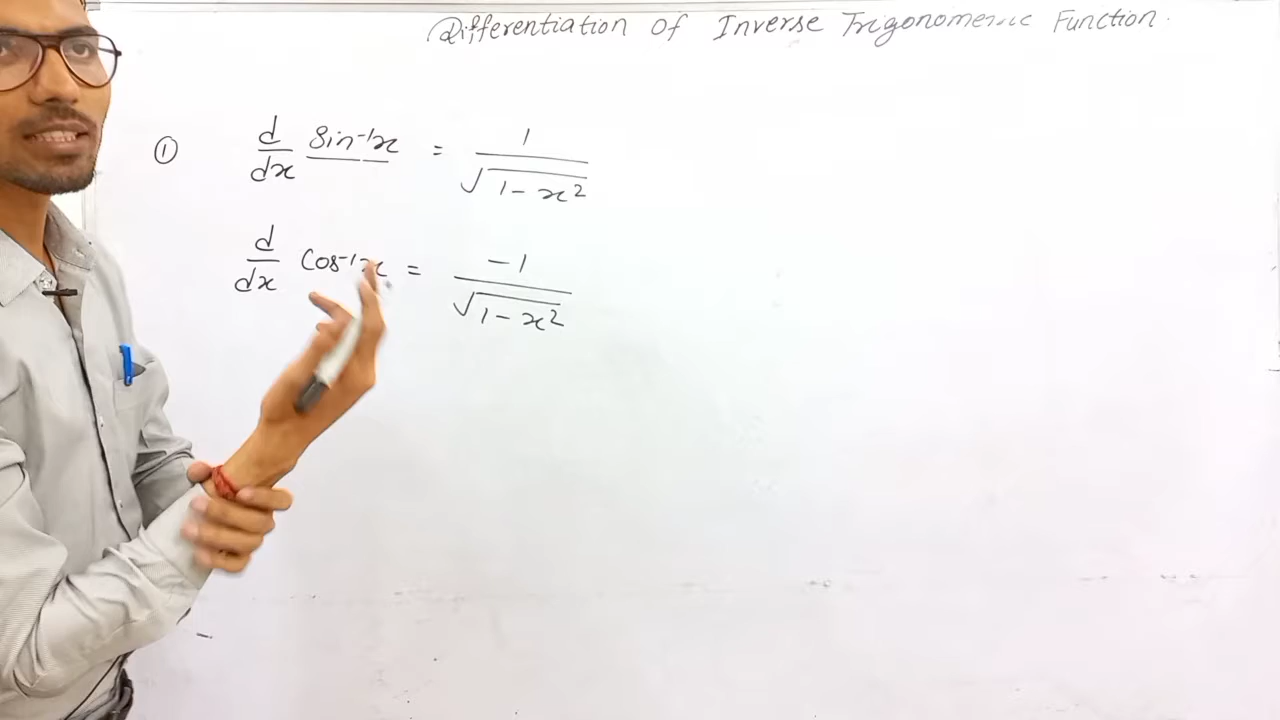 Differentiation of Inverse Trigonometric Function.
① d/dx Sin⁻¹x = 1/√(1-x²)
d/dx Cos⁻¹x = -1/√(1-x²)